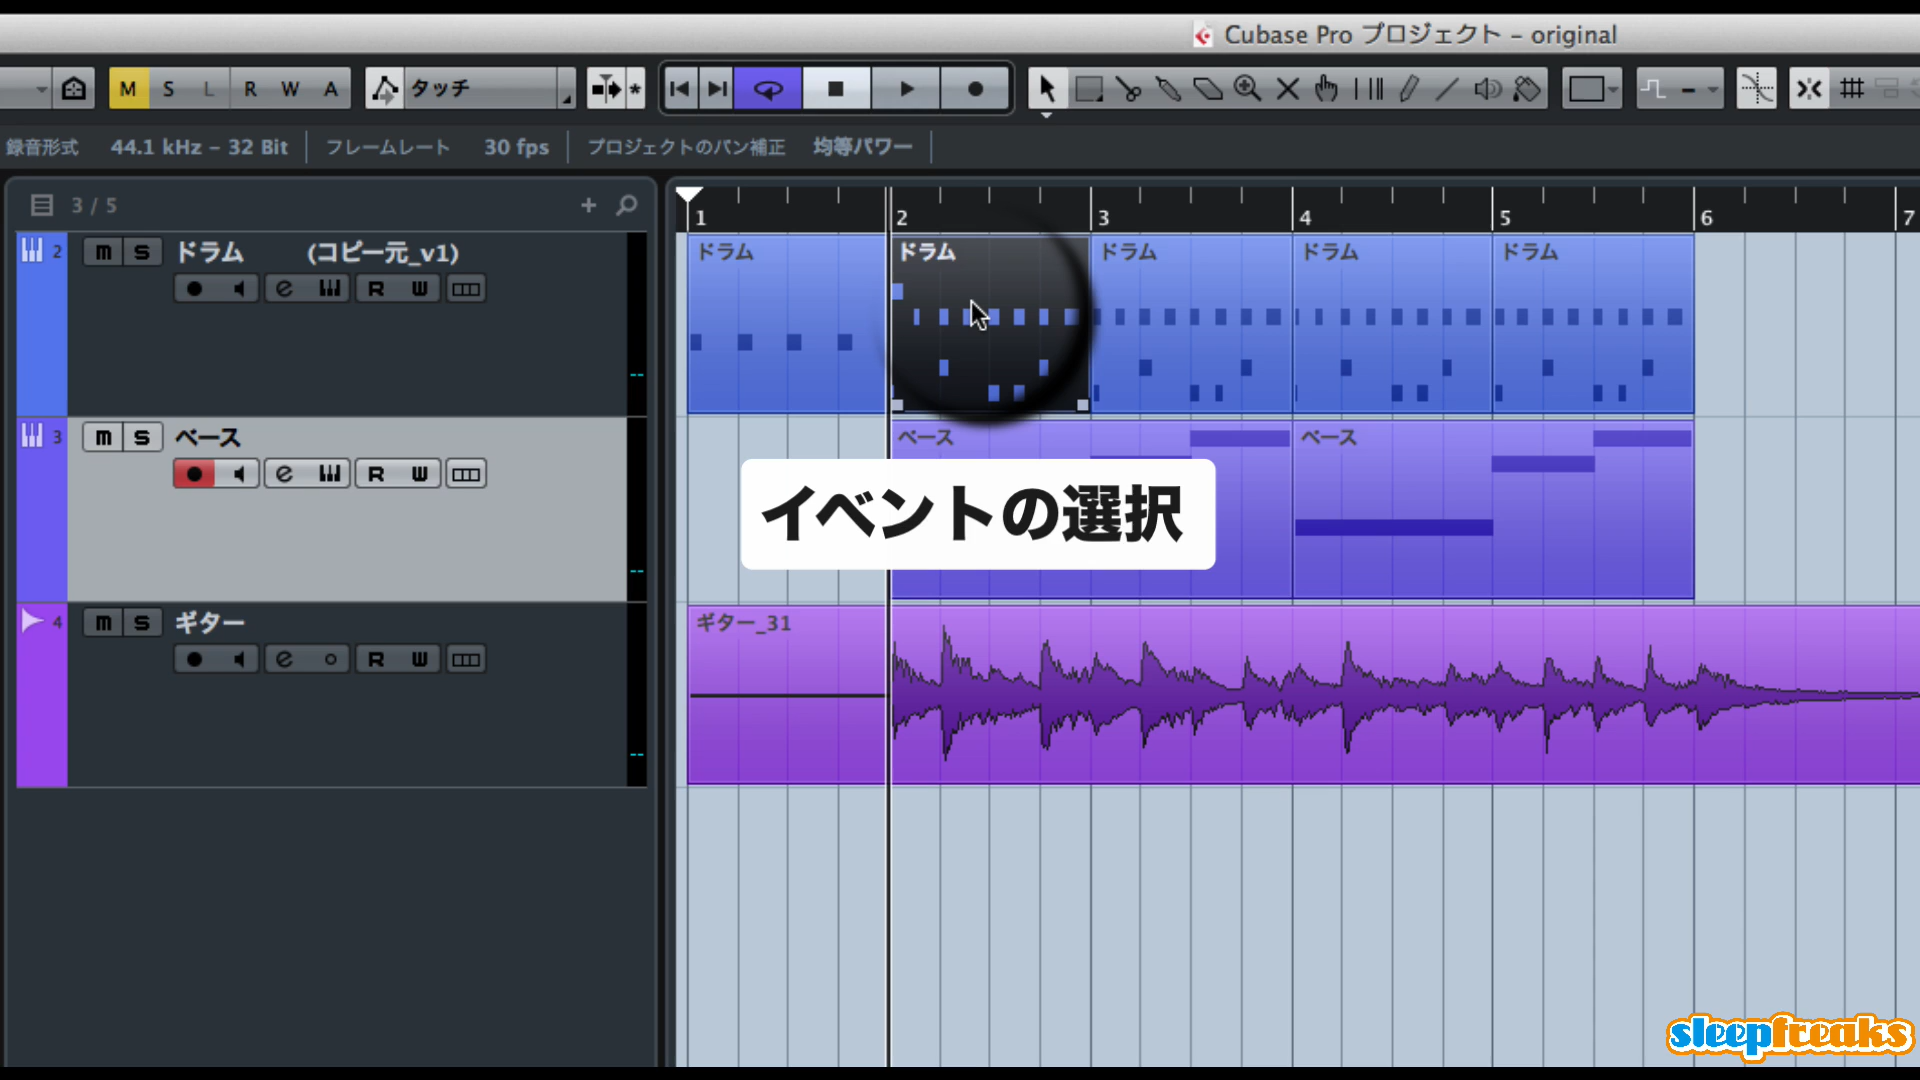 Cubase Pro プロジェクト – original
M S L R W A タッチ
録音形式 44.1 kHz – 32 Bit フレームレート 30 fps プロジェクトのパン補正 均等パワー
3 / 5
1 2 3 4 5 6 7
2 m S ドラム (コピー元_v1)
R W
ドラム ドラム ドラム ドラム ドラム
3 m S ベース
R W
ベース ベース
イベントの選択
4 m S ギター
R W
ギター_31
sleepfreaks